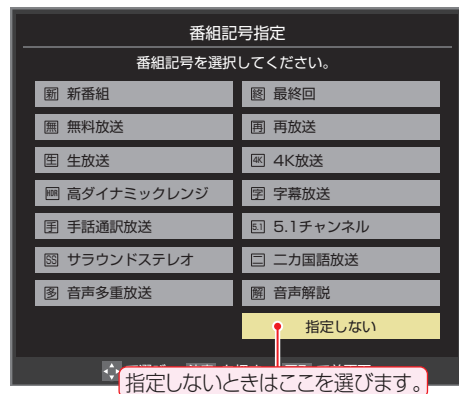 番組記号指定
番組記号を選択してください。
新 新番組
終 最終回
無 無料放送
再 再放送
生 生放送
4K 4K放送
HDR 高ダイナミックレンジ
字 字幕放送
手 手話通訳放送
5.1 5.1チャンネル
SS サラウンドステレオ
二 二カ国語放送
多 音声多重放送
解 音声解説
指定しない
指定しないときはここを選びます。